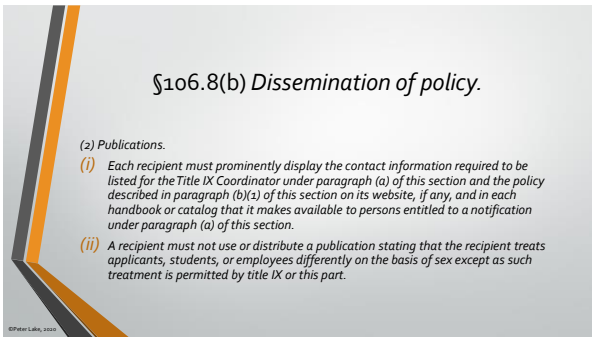 §106.8(b) Dissemination of policy.
(2) Publications.
(i) Each recipient must prominently display the contact information required to be
listed for the Title IX Coordinator under paragraph (a) of this section and the policy
described in paragraph (b)(1) of this section on its website, if any, and in each
handbook or catalog that it makes available to persons entitled to a notification
under paragraph (a) of this section.
(ii) A recipient must not use or distribute a publication stating that the recipient treats
applicants, students, or employees differently on the basis of sex except as such
treatment is permitted by title IX or this part.
©Peter Lake, 2020